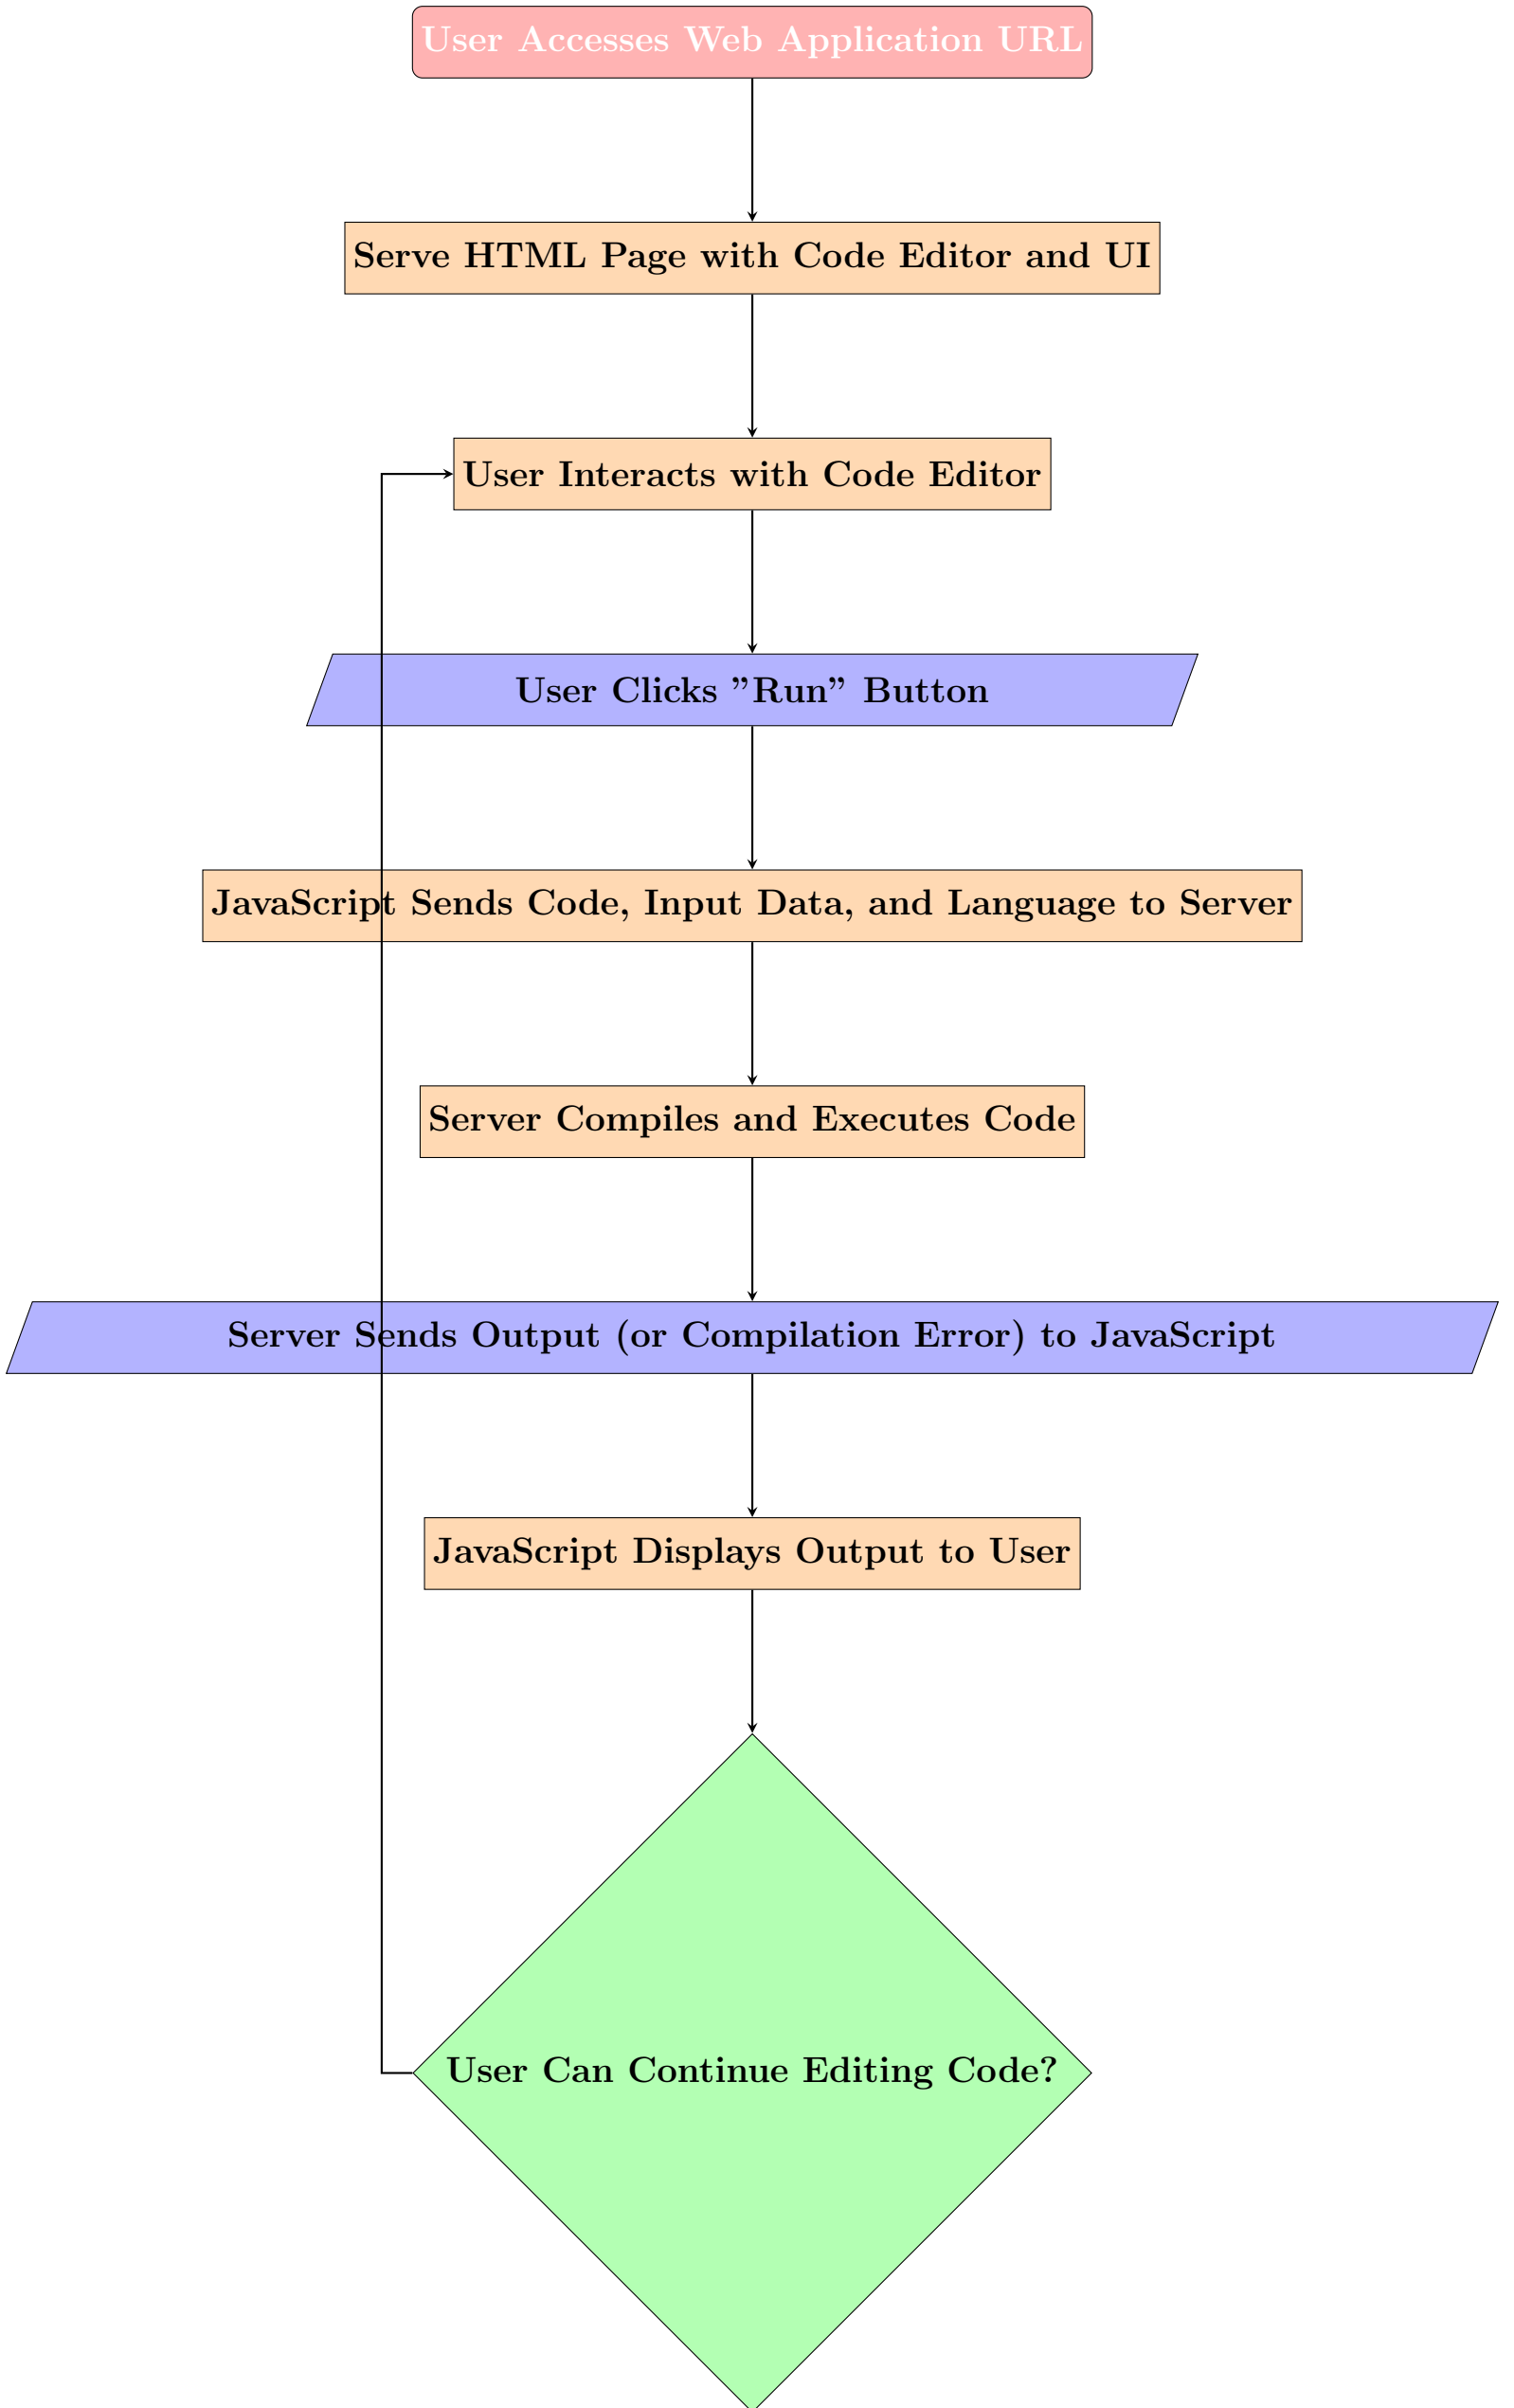 User Accesses Web Application URL
Serve HTML Page with Code Editor and UI
User Interacts with Code Editor
User Clicks ”Run” Button
JavaScript Sends Code, Input Data, and Language to Server
Server Compiles and Executes Code
Server Sends Output (or Compilation Error) to JavaScript
JavaScript Displays Output to User
User Can Continue Editing Code?